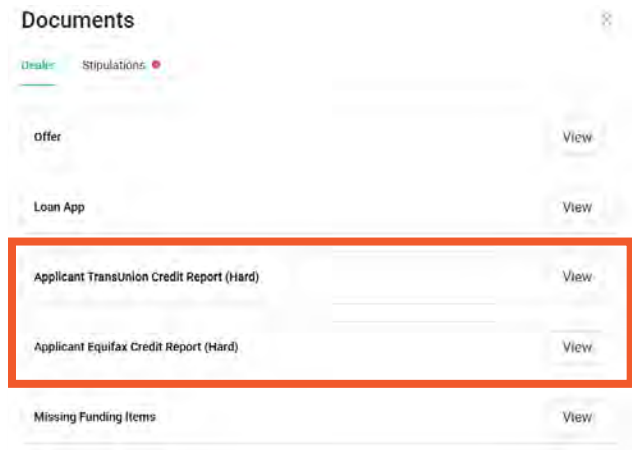 Documents
Dealer Stipulations
Offer View
Loan App View
Applicant TransUnion Credit Report (Hard) View
Applicant Equifax Credit Report (Hard) View
Missing Funding Items View